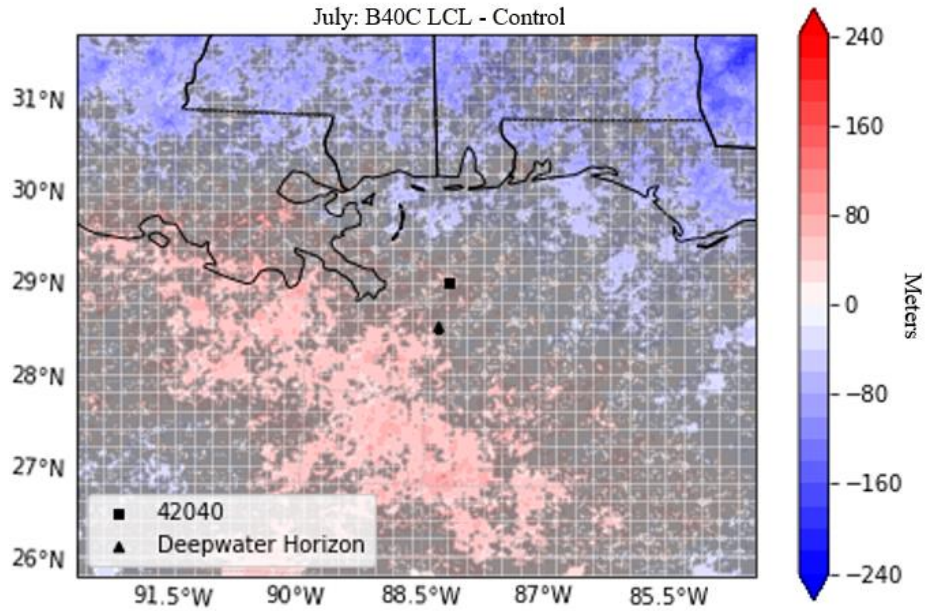 July: B40C LCL - Control
240
160
80
0
−80
−160
−240
Meters
31°N
30°N
29°N
28°N
27°N
26°N
42040
Deepwater Horizon
91.5°W 90°W 88.5°W 87°W 85.5°W